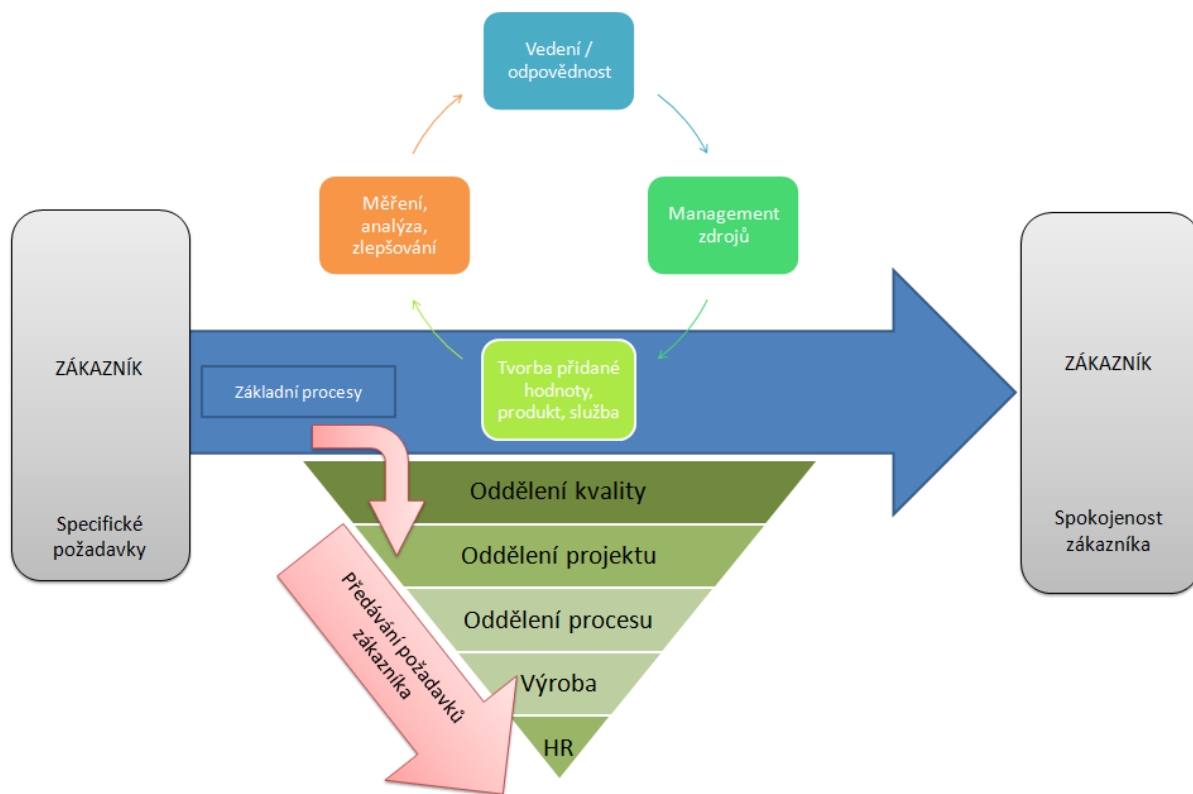 Vedení /
odpovědnost
Měření,
analýza,
zlepšování
Management
zdrojů
ZÁKAZNÍK
Specifické
požadavky
Základní procesy
Tvorba přidané
hodnoty,
produkt, služba
ZÁKAZNÍK
Spokojenost
zákazníka
Oddělení kvality
Oddělení projektu
Oddělení procesu
Výroba
HR
Předávání požadavků
zákazníka